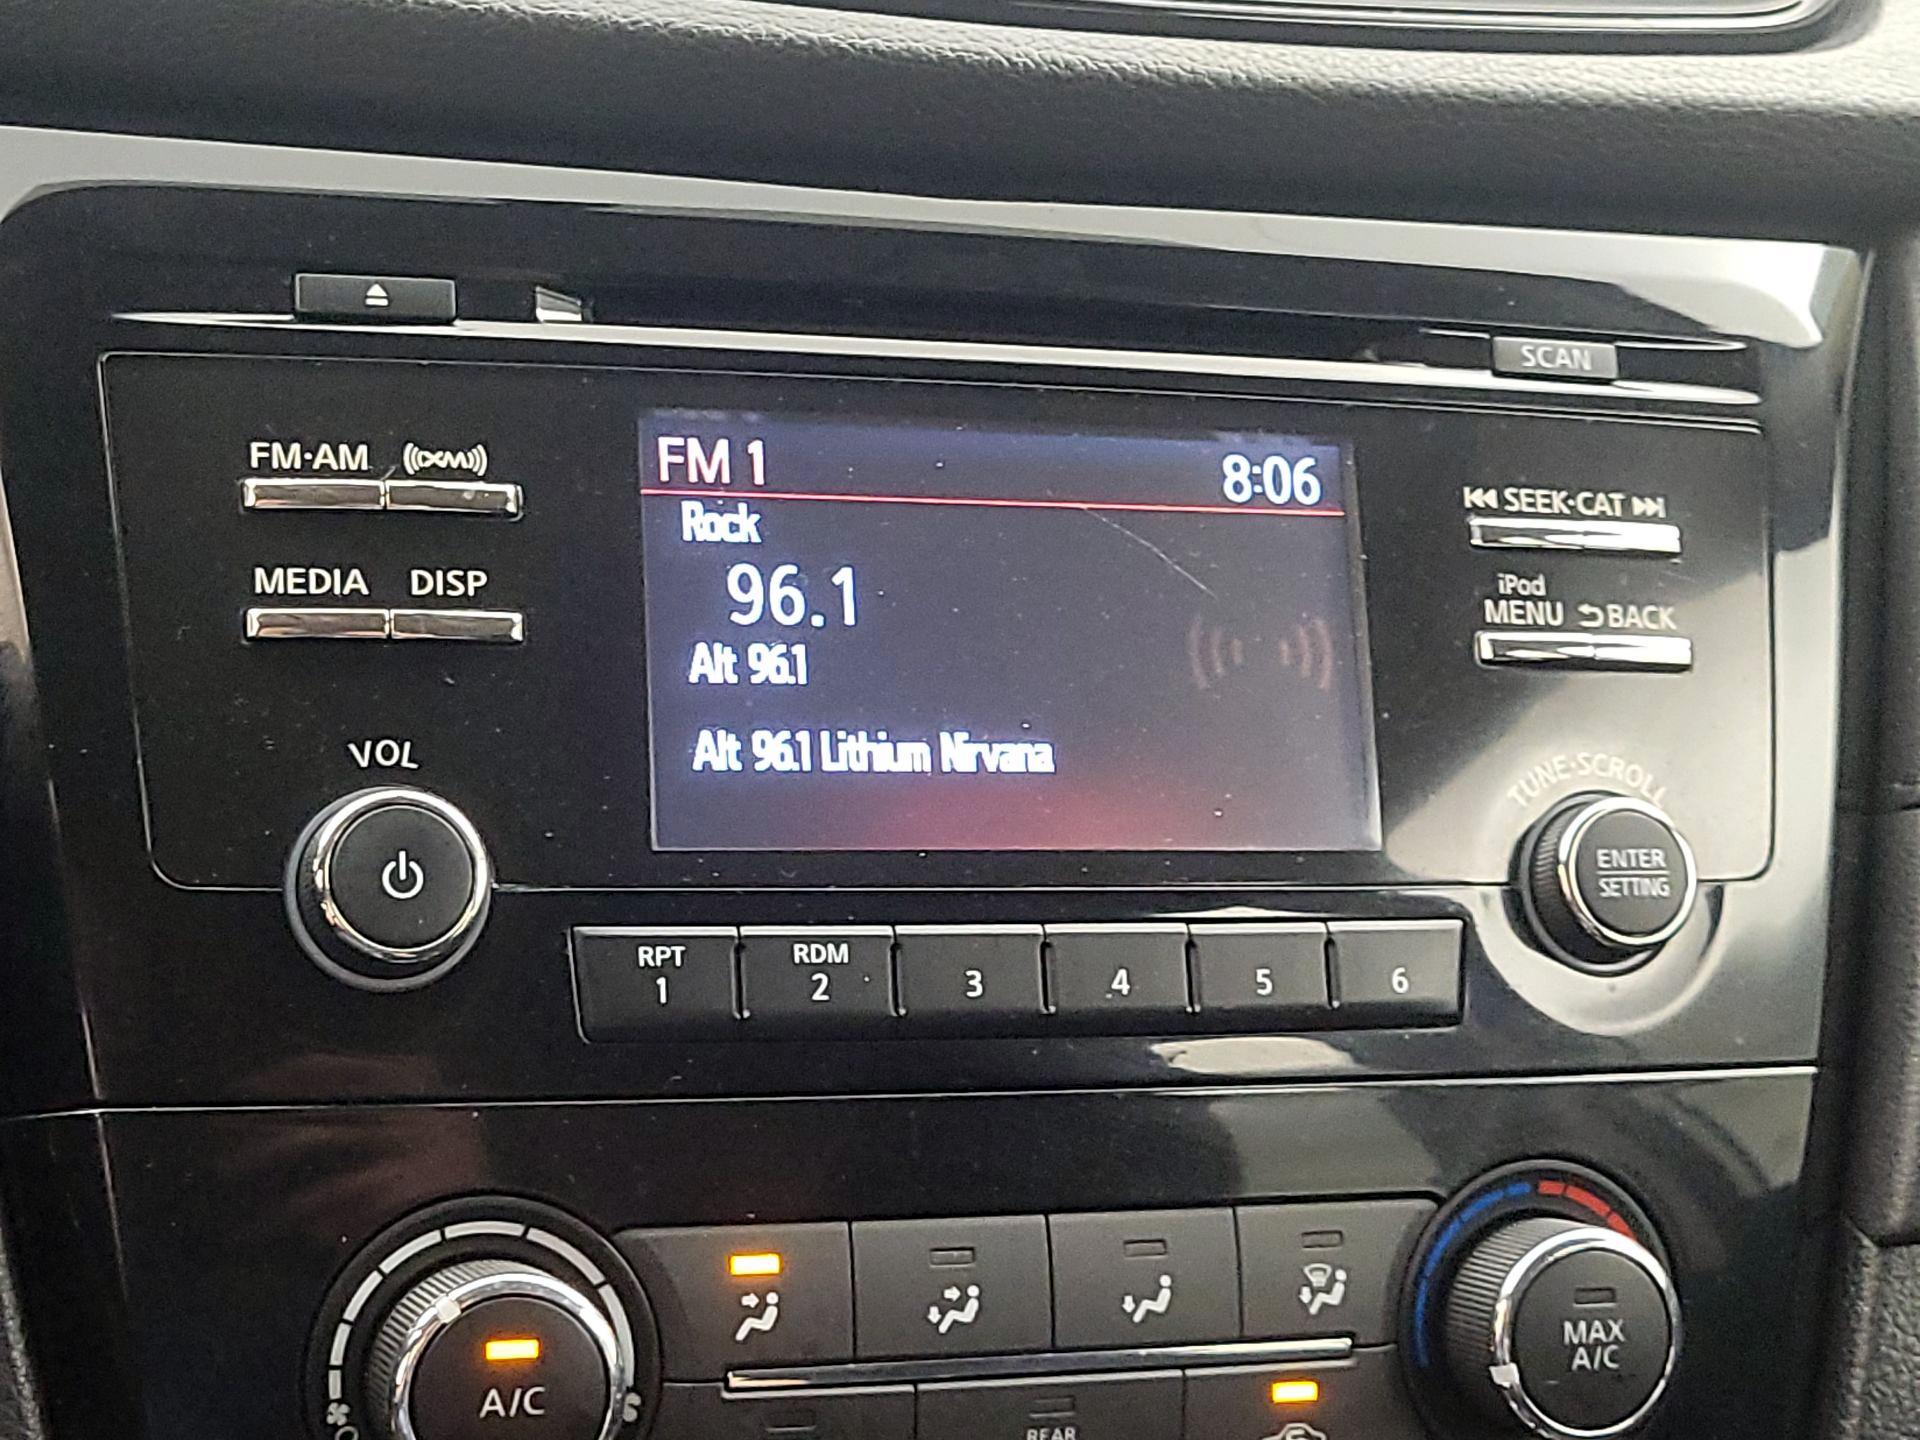 SCAN
FM·AM XM
FM 1 8:06
SEEK·CAT
Rock
MEDIA DISP
96.1
iPod
MENU BACK
Alt 96.1
Alt 96.1 Lithium Nirvana
VOL
TUNE·SCROLL
ENTER
SETTING
RPT RDM
1 2 3 4 5 6
MAX
A/C
A/C
REAR